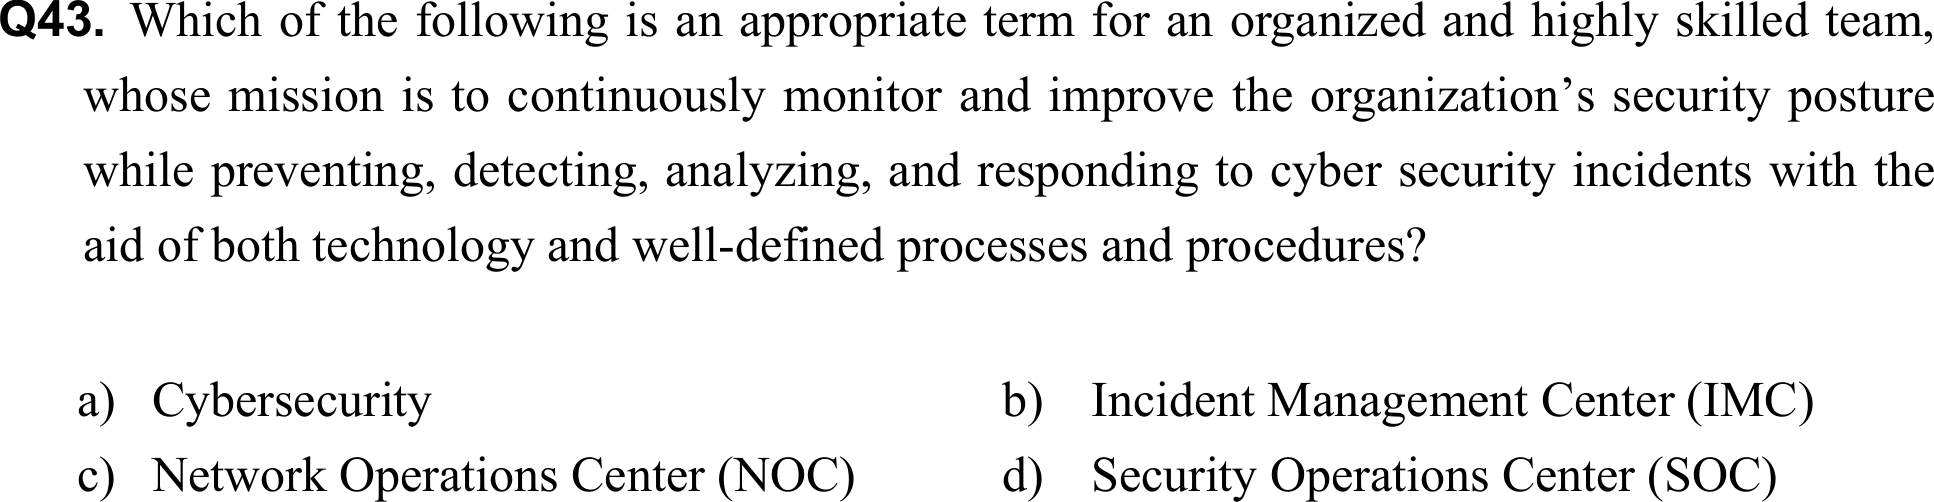 Q43. Which of the following is an appropriate term for an organized and highly skilled team,
whose mission is to continuously monitor and improve the organization’s security posture
while preventing, detecting, analyzing, and responding to cyber security incidents with the
aid of both technology and well-defined processes and procedures?
a) Cybersecurity b) Incident Management Center (IMC)
c) Network Operations Center (NOC) d) Security Operations Center (SOC)